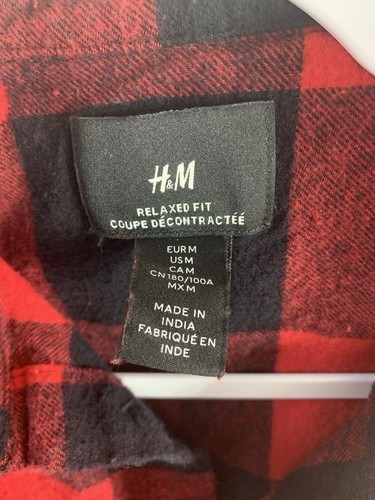 H&M
RELAXED FIT
COUPE DÉCONTRACTÉE
EUR M
US M
CA M
CN 180/100A
MX M
MADE IN
INDIA
FABRIQUÉ EN
INDE